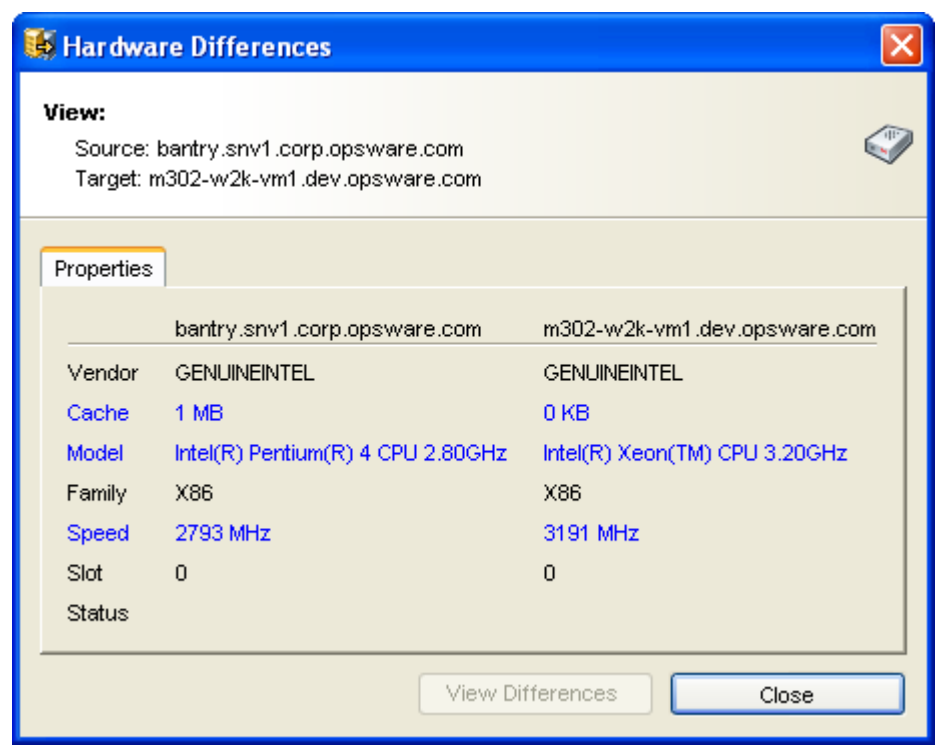 Hardware Differences
View:
Source: bantry.snv1.corp.opsware.com
Target: m302-w2k-vm1.dev.opsware.com
Properties
bantry.snv1.corp.opsware.com m302-w2k-vm1.dev.opsware.com
Vendor GENUINEINTEL GENUINEINTEL
Cache 1 MB 0 KB
Model Intel(R) Pentium(R) 4 CPU 2.80GHz Intel(R) Xeon(TM) CPU 3.20GHz
Family X86 X86
Speed 2793 MHz 3191 MHz
Slot 0 0
Status
View Differences Close